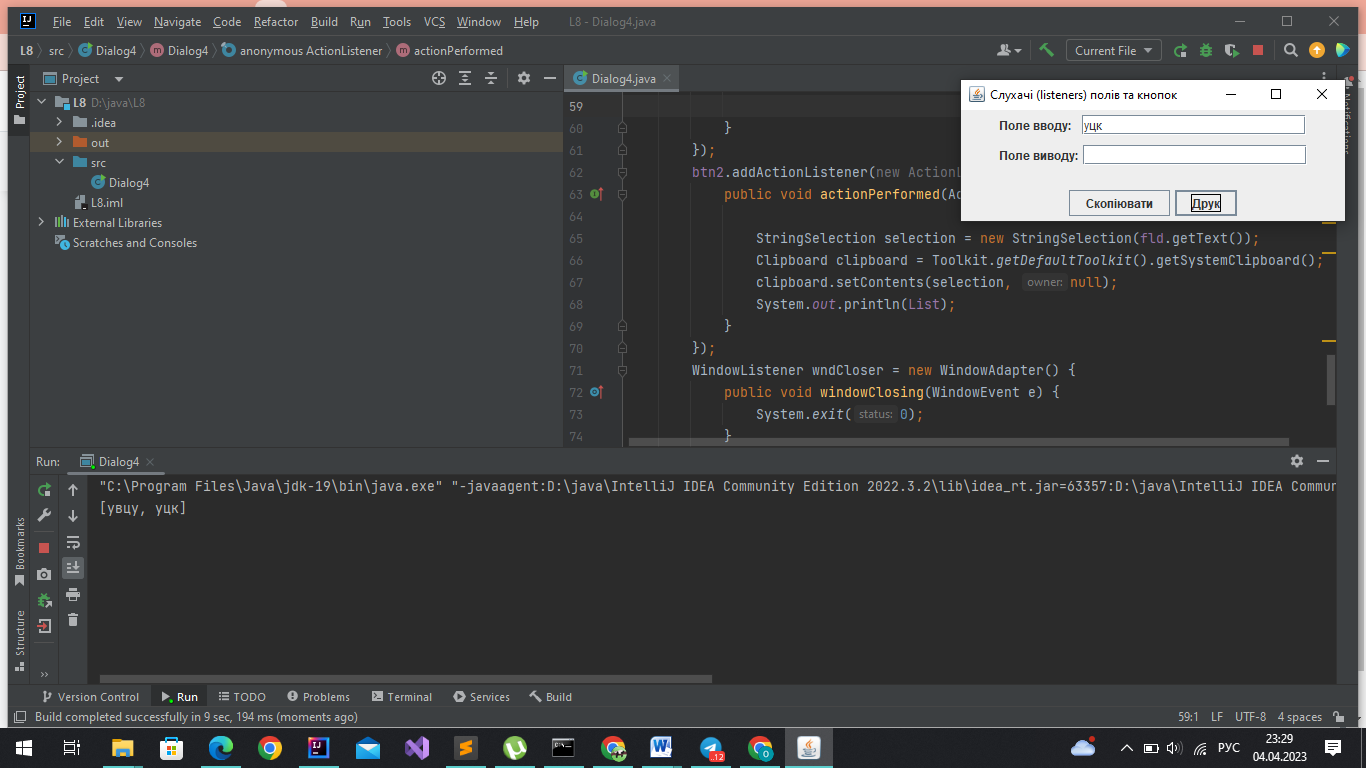 File Edit View Navigate Code Refactor Build Run Tools VCS Window Help L8 - Dialog4.java
L8 src Dialog4 Dialog4 anonymous ActionListener actionPerformed Current File
Project Dialog4.java
Project
L8 D:\java\L8
.idea
out
src
Dialog4
L8.iml
External Libraries
Scratches and Consoles
59
60 }
61 });
62 btn2.addActionListener(new ActionL
63 public void actionPerformed(Ac
64
65 StringSelection selection = new StringSelection(fld.getText());
66 Clipboard clipboard = Toolkit.getDefaultToolkit().getSystemClipboard();
67 clipboard.setContents(selection, owner: null);
68 System.out.println(List);
69 }
70 });
71 WindowListener wndCloser = new WindowAdapter() {
72 public void windowClosing(WindowEvent e) {
73 System.exit( status: 0);
74 }
Слухачі (listeners) полів та кнопок
Поле вводу: уцк
Поле виводу:
Скопіювати Друк
Notifications
Run: Dialog4
"C:\Program Files\Java\jdk-19\bin\java.exe" "-javaagent:D:\java\IntelliJ IDEA Community Edition 2022.3.2\lib\idea_rt.jar=63357:D:\java\IntelliJ IDEA Commun
[увцу, уцк]
Bookmarks
Structure
Version Control Run TODO Problems Terminal Services Build
Build completed successfully in 9 sec, 194 ms (moments ago) 59:1 LF UTF-8 4 spaces
12
РУС
23:29
04.04.2023